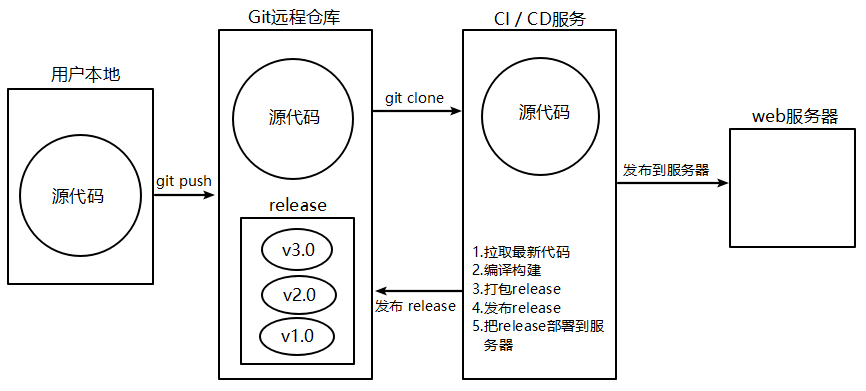 用户本地
源代码
git push
Git远程仓库
源代码
release
v3.0
v2.0
v1.0
git clone
发布 release
CI / CD服务
源代码
1.拉取最新代码
2.编译构建
3.打包release
4.发布release
5.把release部署到服
务器
发布到服务器
web服务器